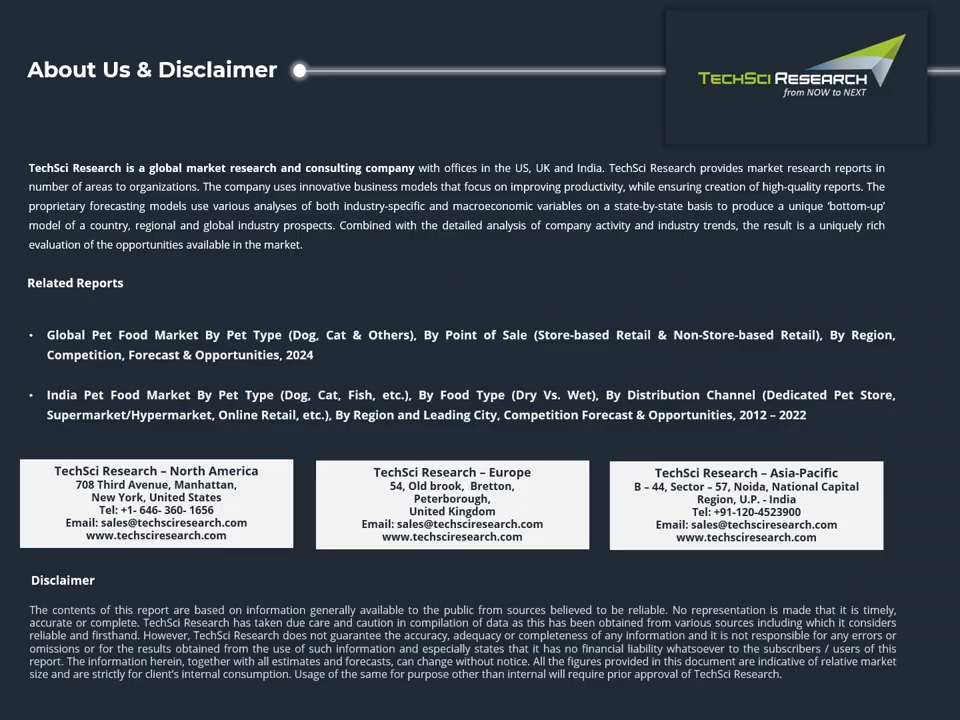 About Us & Disclaimer
TECHSCI RESEARCH
from NOW to NEXT
TechSci Research is a global market research and consulting company with offices in the US, UK and India. TechSci Research provides market research reports in
number of areas to organizations. The company uses innovative business models that focus on improving productivity, while ensuring creation of high-quality reports. The
proprietary forecasting models use various analyses of both industry-specific and macroeconomic variables on a state-by-state basis to produce a unique ‘bottom-up’
model of a country, regional and global industry prospects. Combined with the detailed analysis of company activity and industry trends, the result is a uniquely rich
evaluation of the opportunities available in the market.
Related Reports
• Global Pet Food Market By Pet Type (Dog, Cat & Others), By Point of Sale (Store-based Retail & Non-Store-based Retail), By Region,
Competition, Forecast & Opportunities, 2024
• India Pet Food Market By Pet Type (Dog, Cat, Fish, etc.), By Food Type (Dry Vs. Wet), By Distribution Channel (Dedicated Pet Store,
Supermarket/Hypermarket, Online Retail, etc.), By Region and Leading City, Competition Forecast & Opportunities, 2012 – 2022
TechSci Research – North America
708 Third Avenue, Manhattan,
New York, United States
Tel: +1- 646- 360- 1656
Email: sales@techsciresearch.com
www.techsciresearch.com
TechSci Research – Europe
54, Old brook, Bretton,
Peterborough,
United Kingdom
Email: sales@techsciresearch.com
www.techsciresearch.com
TechSci Research – Asia-Pacific
B – 44, Sector – 57, Noida, National Capital
Region, U.P. - India
Tel: +91-120-4523900
Email: sales@techsciresearch.com
www.techsciresearch.com
Disclaimer
The contents of this report are based on information generally available to the public from sources believed to be reliable. No representation is made that it is timely,
accurate or complete. TechSci Research has taken due care and caution in compilation of data as this has been obtained from various sources including which it considers
reliable and firsthand. However, TechSci Research does not guarantee the accuracy, adequacy or completeness of any information and it is not responsible for any errors or
omissions or for the results obtained from the use of such information and especially states that it has no financial liability whatsoever to the subscribers / users of this
report. The information herein, together with all estimates and forecasts, can change without notice. All the figures provided in this document are indicative of relative market
size and are strictly for client’s internal consumption. Usage of the same for purpose other than internal will require prior approval of TechSci Research.